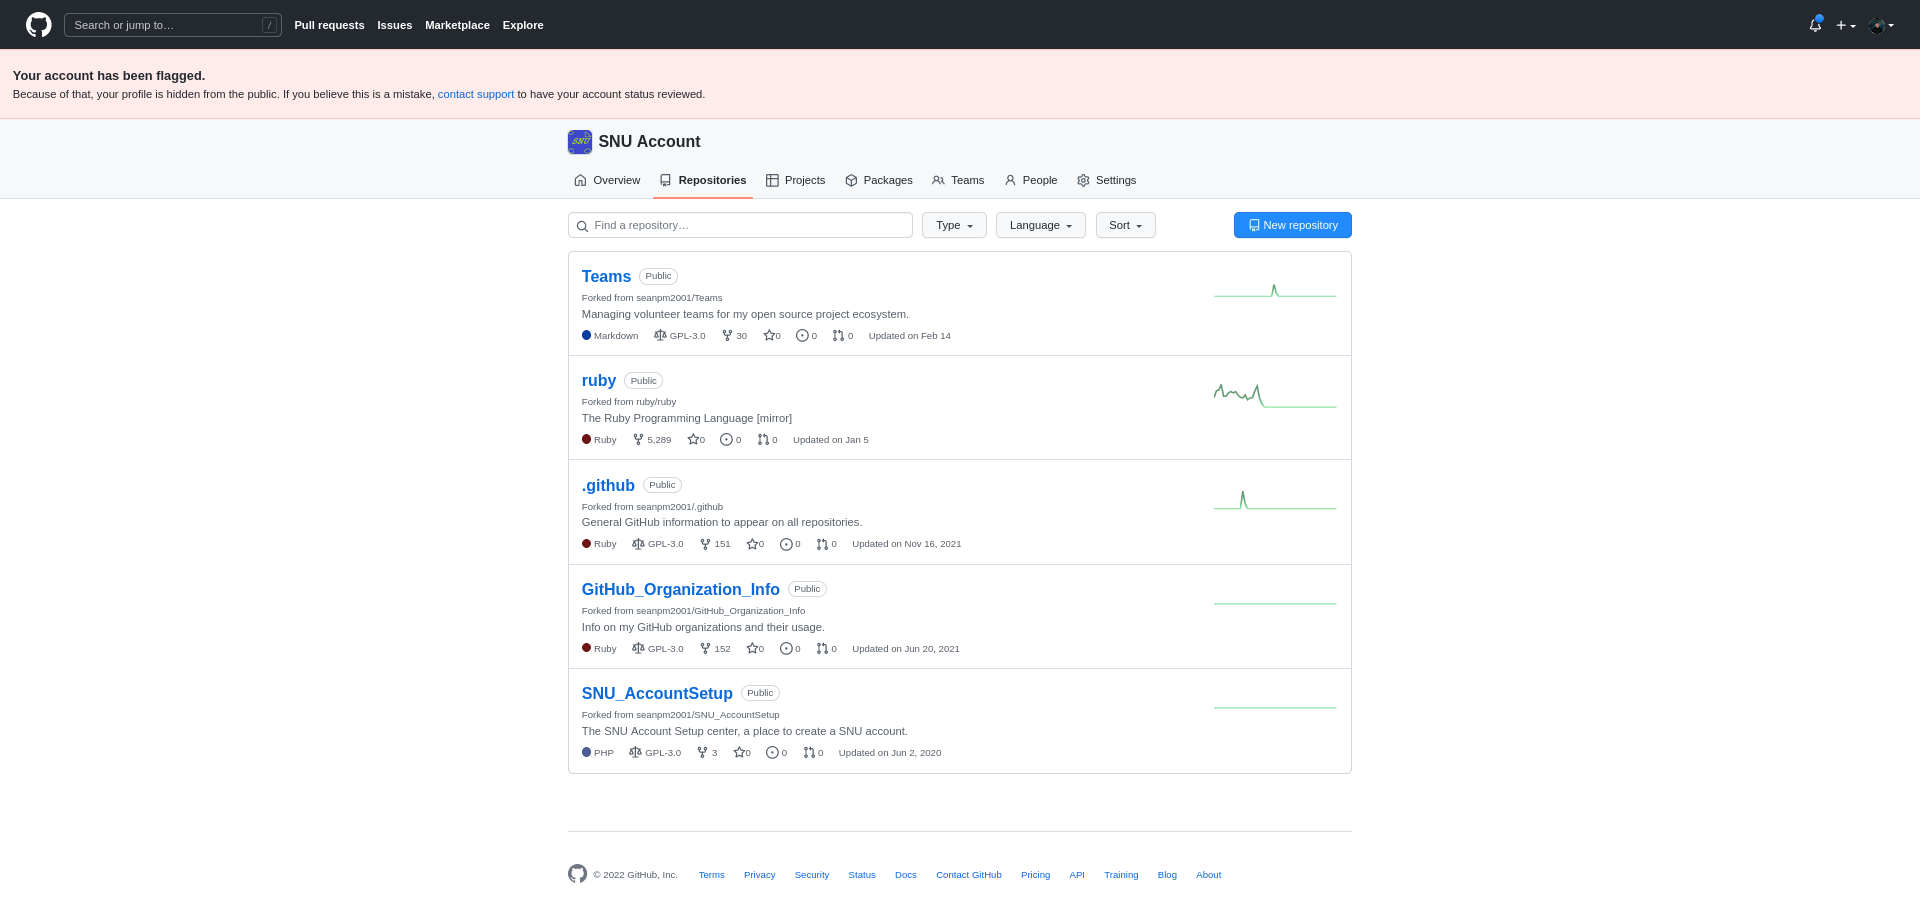 Search or jump to… /
Pull requests Issues Marketplace Explore
Your account has been flagged.
Because of that, your profile is hidden from the public. If you believe this is a mistake, contact support to have your account status reviewed.
SNU SNU Account
Overview Repositories Projects Packages Teams People Settings
Find a repository… Type Language Sort New repository
Teams Public
Forked from seanpm2001/Teams
Managing volunteer teams for my open source project ecosystem.
Markdown GPL-3.0 30 0 0 0 Updated on Feb 14
ruby Public
Forked from ruby/ruby
The Ruby Programming Language [mirror]
Ruby 5,289 0 0 0 Updated on Jan 5
.github Public
Forked from seanpm2001/.github
General GitHub information to appear on all repositories.
Ruby GPL-3.0 151 0 0 0 Updated on Nov 16, 2021
GitHub_Organization_Info Public
Forked from seanpm2001/GitHub_Organization_Info
Info on my GitHub organizations and their usage.
Ruby GPL-3.0 152 0 0 0 Updated on Jun 20, 2021
SNU_AccountSetup Public
Forked from seanpm2001/SNU_AccountSetup
The SNU Account Setup center, a place to create a SNU account.
PHP GPL-3.0 3 0 0 0 Updated on Jun 2, 2020
© 2022 GitHub, Inc. Terms Privacy Security Status Docs Contact GitHub Pricing API Training Blog About